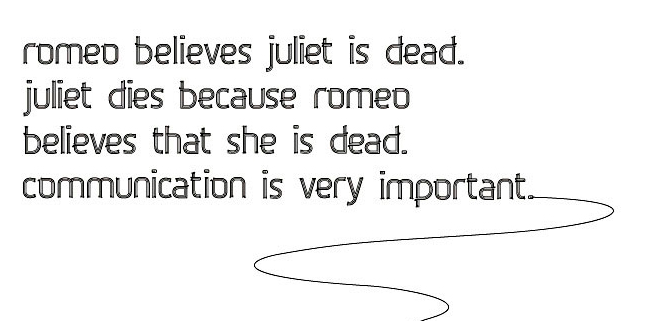 romeo believes juliet is dead.
juliet dies because romeo
believes that she is dead.
communication is very important.